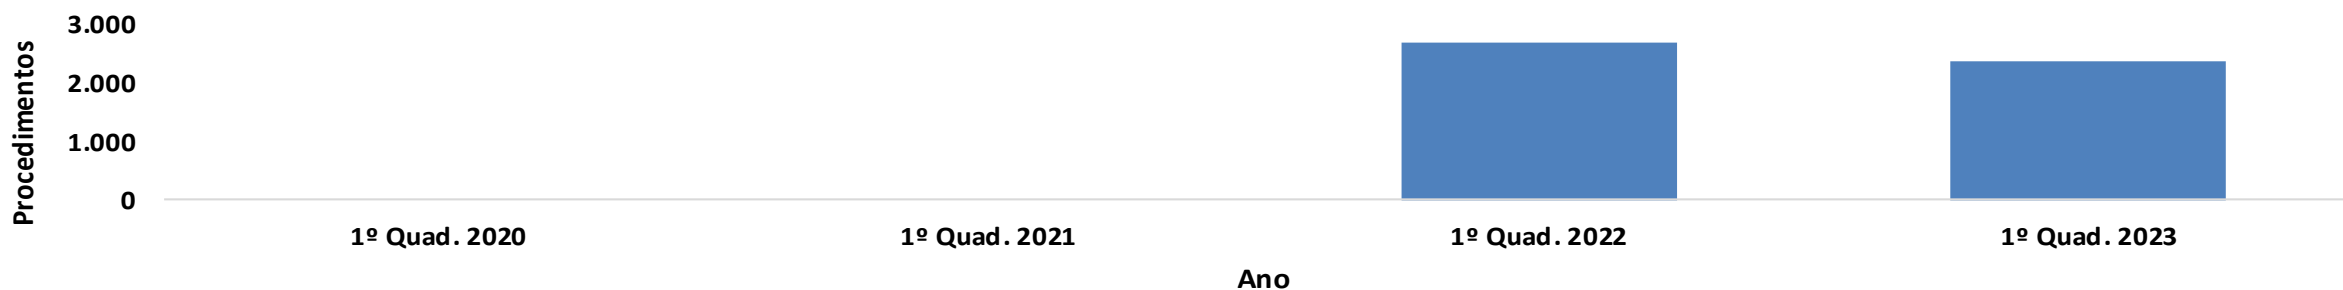 Procedimentos
3.000
2.000
1.000
0
1º Quad. 2020
1º Quad. 2021
1º Quad. 2022
1º Quad. 2023
Ano